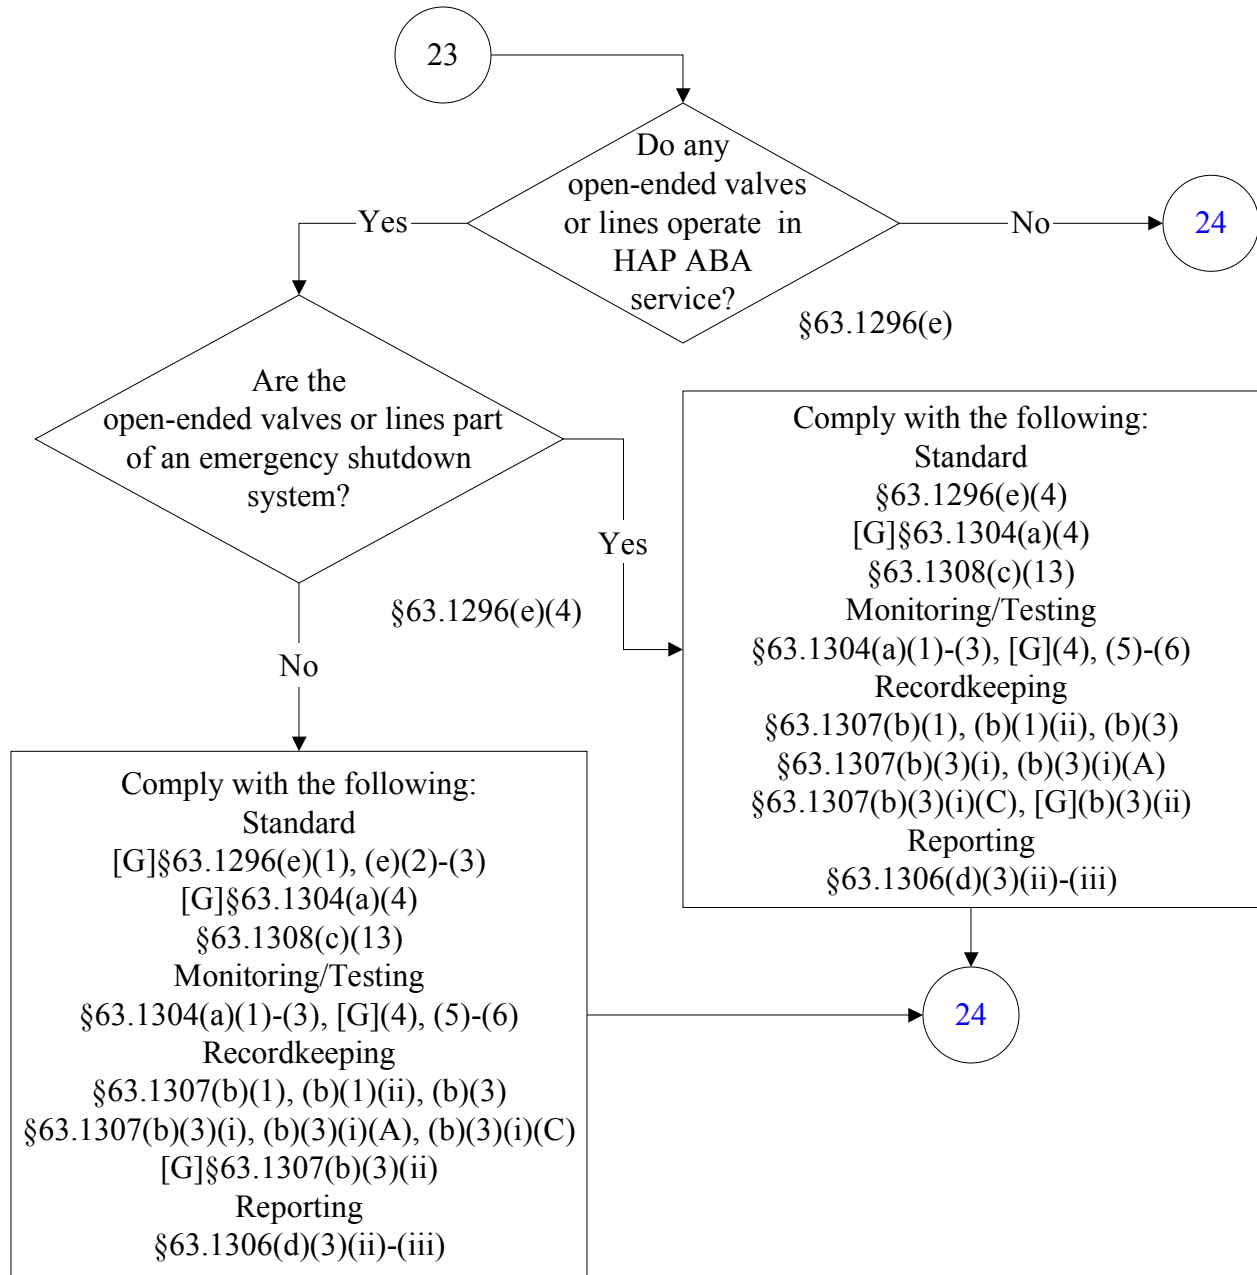 23
Do any
open-ended valves
or lines operate in
HAP ABA
service?
Yes
No
24
§63.1296(e)
Are the
open-ended valves or lines part
of an emergency shutdown
system?
§63.1296(e)(4)
Yes
No
Comply with the following:
Standard
§63.1296(e)(4)
[G]§63.1304(a)(4)
§63.1308(c)(13)
Monitoring/Testing
§63.1304(a)(1)-(3), [G](4), (5)-(6)
Recordkeeping
§63.1307(b)(1), (b)(1)(ii), (b)(3)
§63.1307(b)(3)(i), (b)(3)(i)(A)
§63.1307(b)(3)(i)(C), [G](b)(3)(ii)
Reporting
§63.1306(d)(3)(ii)-(iii)
Comply with the following:
Standard
[G]§63.1296(e)(1), (e)(2)-(3)
[G]§63.1304(a)(4)
§63.1308(c)(13)
Monitoring/Testing
§63.1304(a)(1)-(3), [G](4), (5)-(6)
Recordkeeping
§63.1307(b)(1), (b)(1)(ii), (b)(3)
§63.1307(b)(3)(i), (b)(3)(i)(A), (b)(3)(i)(C)
[G]§63.1307(b)(3)(ii)
Reporting
§63.1306(d)(3)(ii)-(iii)
24